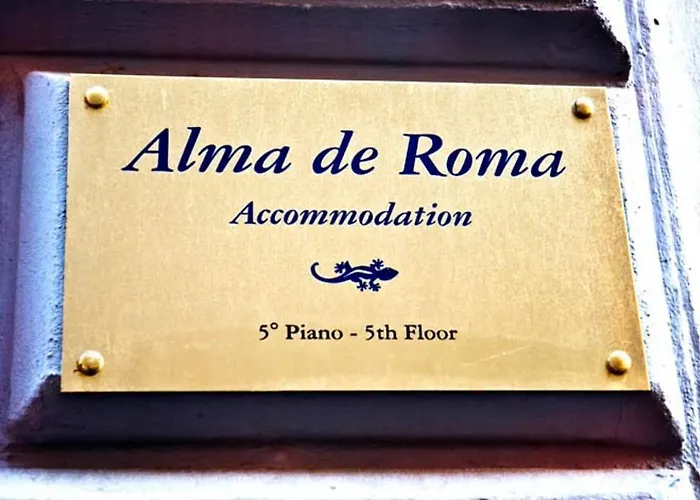 Alma de Roma
Accommodation
5° Piano - 5th Floor